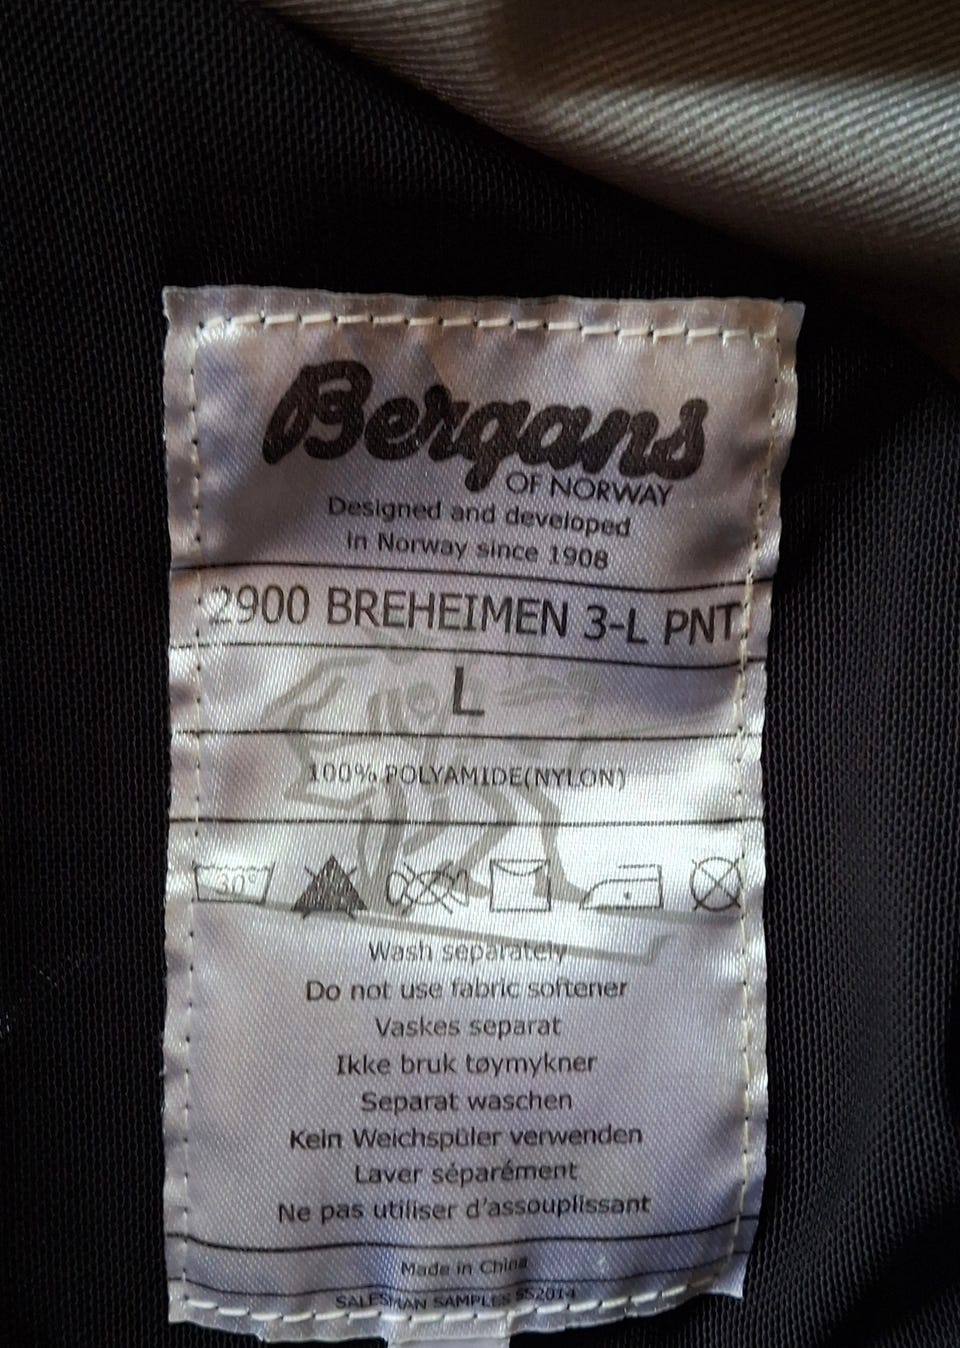 Bergans
OF NORWAY
Designed and developed
in Norway since 1908
2900 BREHEIMEN 3-L PNT
L
100% POLYAMIDE(NYLON)
30°
Wash separately
Do not use fabric softener
Vaskes separat
Ikke bruk tøymykner
Separat waschen
Kein Weichspüler verwenden
Laver séparément
Ne pas utiliser d'assouplissant
Made in China
SALESMAN SAMPLES SS2014